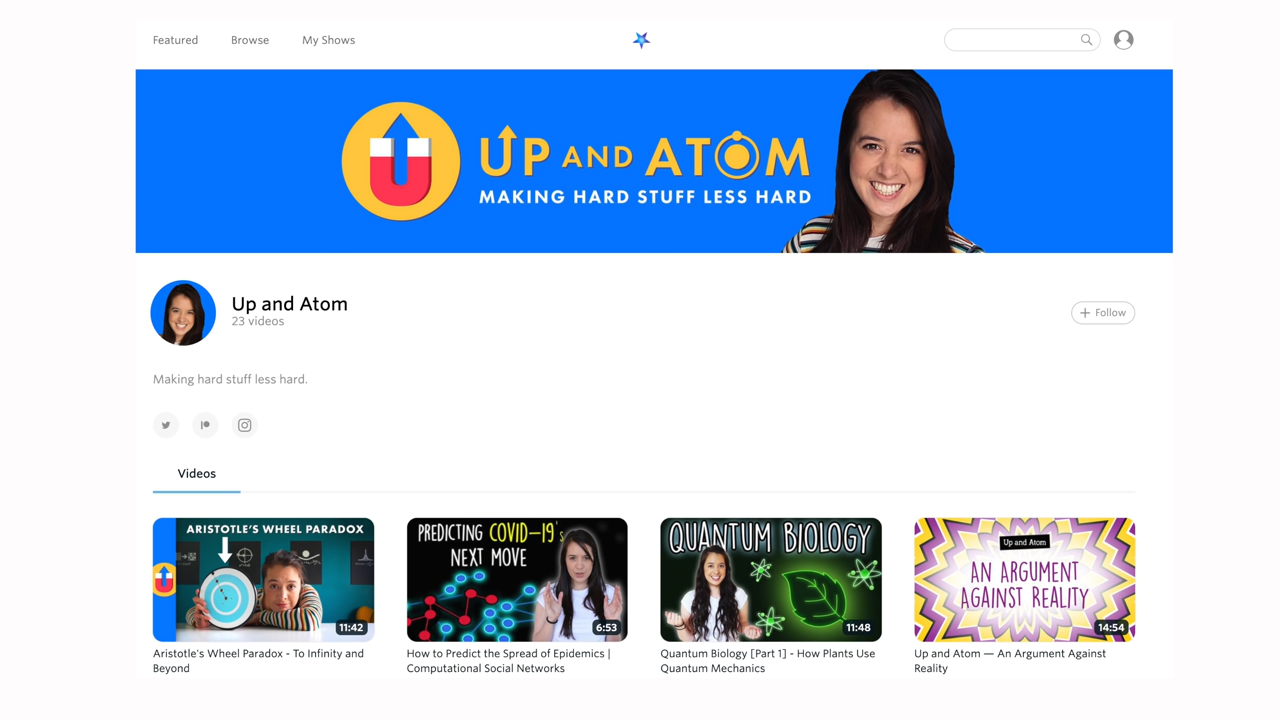 Featured
Browse
My Shows
UP AND ATOM
MAKING HARD STUFF LESS HARD
Up and Atom
23 videos
Follow
Making hard stuff less hard.
Videos
ARISTOTLE'S WHEEL PARADOX
11:42
Aristotle's Wheel Paradox - To Infinity and
Beyond
PREDICTING COVID-19's
NEXT MOVE
6:53
How to Predict the Spread of Epidemics |
Computational Social Networks
QUANTUM BIOLOGY
11:48
Quantum Biology [Part 1] - How Plants Use
Quantum Mechanics
Up and Atom
AN ARGUMENT
AGAINST REALITY
14:54
Up and Atom — An Argument Against
Reality